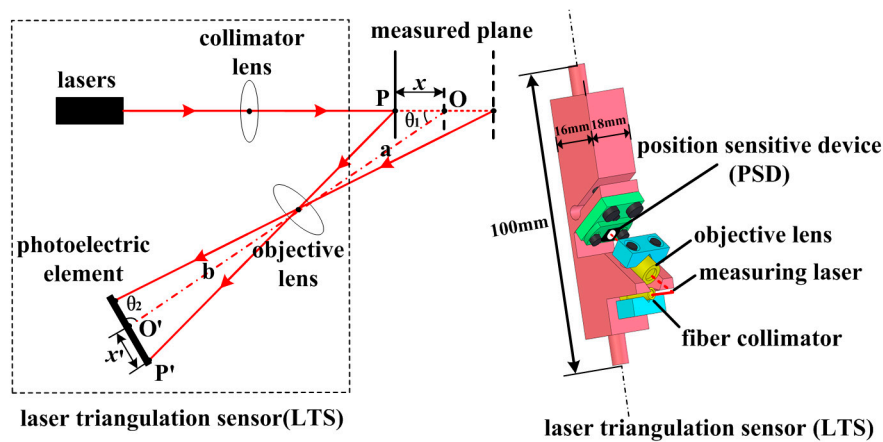 collimator
lens
measured plane
lasers
x
P
O
θ1
a
photoelectric
element
objective
lens
b
θ2
O'
x'
P'
laser triangulation sensor(LTS)
16mm
18mm
position sensitive device
(PSD)
100mm
objective lens
measuring laser
fiber collimator
laser triangulation sensor (LTS)